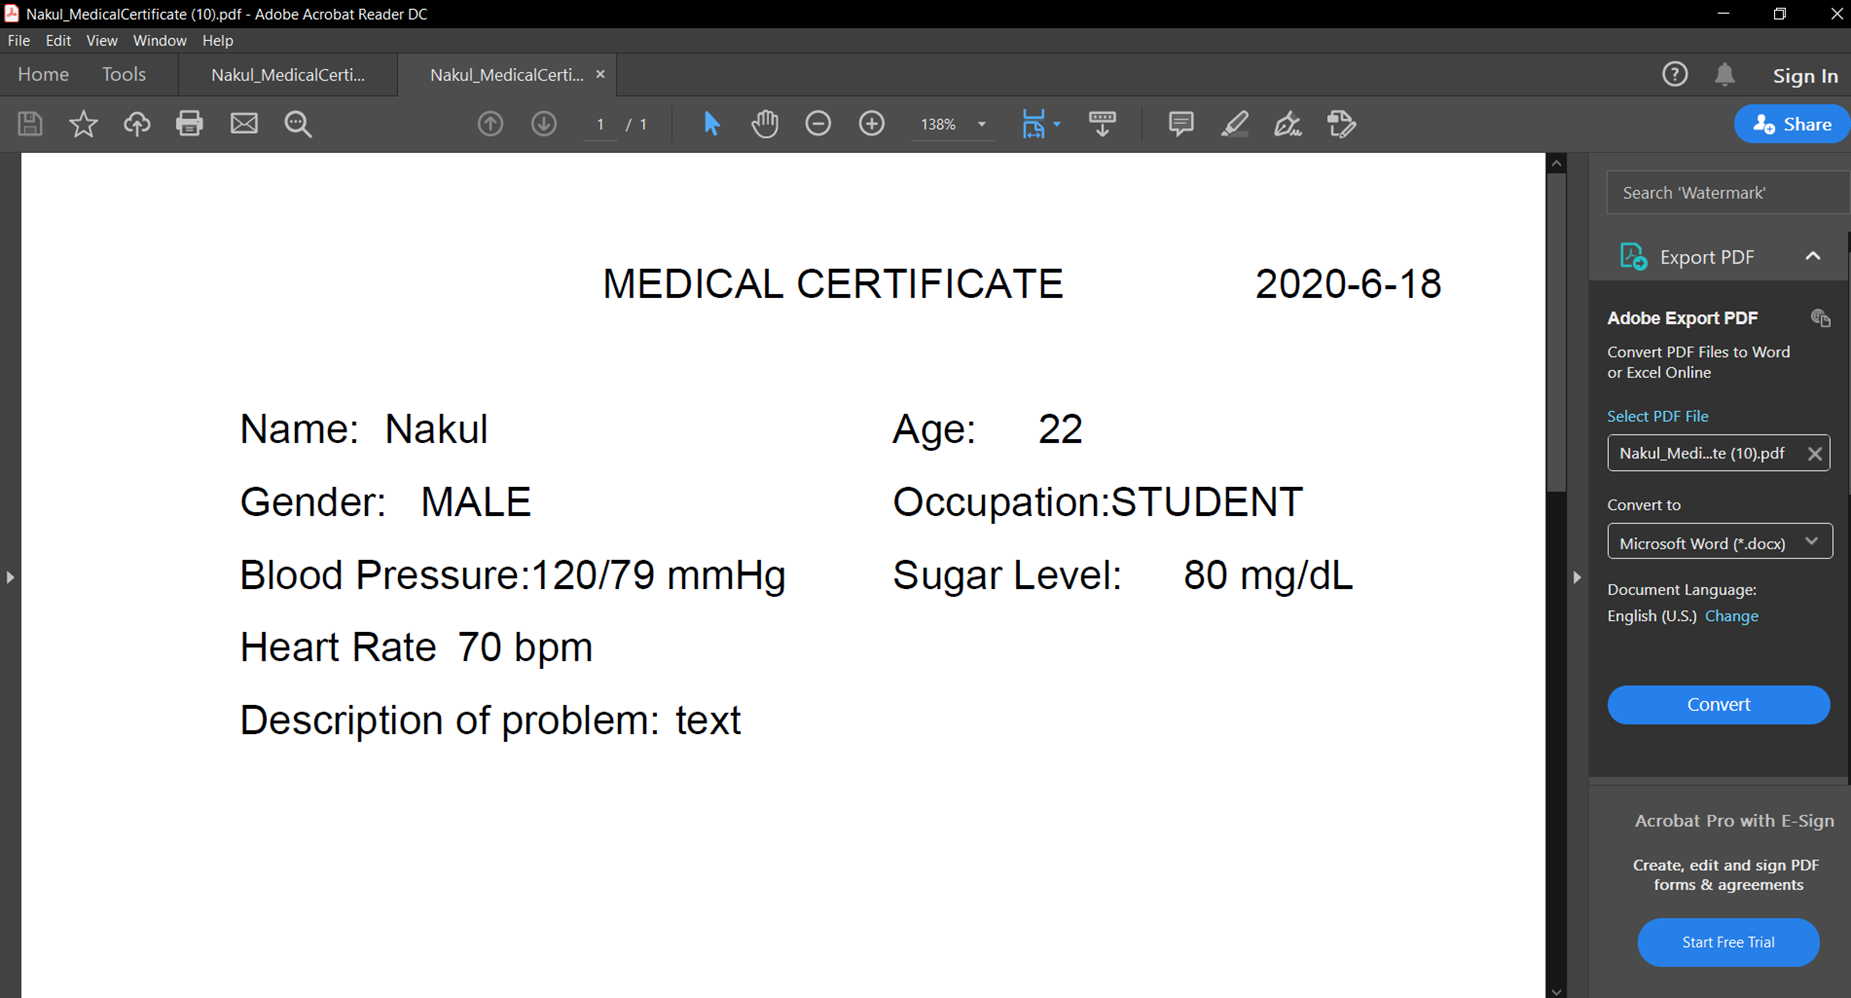 Nakul_MedicalCertificate (10).pdf - Adobe Acrobat Reader DC
File Edit View Window Help
Home Tools Nakul_MedicalCerti... Nakul_MedicalCerti... × ? Sign In
1 / 1 138% Share
Search 'Watermark'
Export PDF
MEDICAL CERTIFICATE 2020-6-18
Name: Nakul Age: 22
Gender: MALE Occupation:STUDENT
Blood Pressure:120/79 mmHg Sugar Level: 80 mg/dL
Heart Rate 70 bpm
Description of problem: text
Adobe Export PDF
Convert PDF Files to Word
or Excel Online
Select PDF File
Nakul_Medi...te (10).pdf
Convert to
Microsoft Word (*.docx)
Document Language:
English (U.S.) Change
Convert
Acrobat Pro with E-Sign
Create, edit and sign PDF
forms & agreements
Start Free Trial